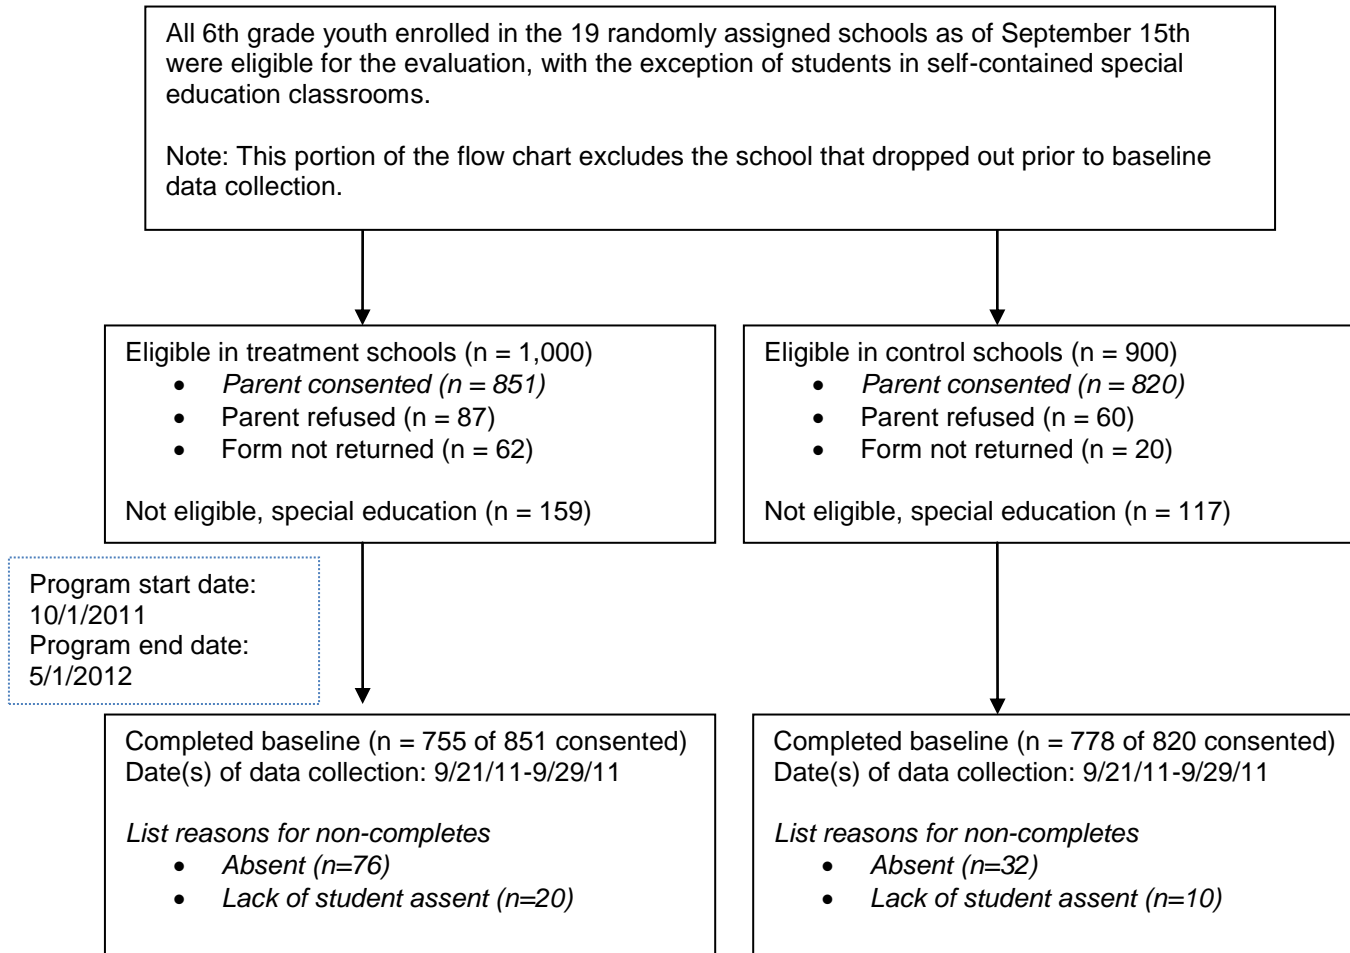 All 6th grade youth enrolled in the 19 randomly assigned schools as of September 15th
were eligible for the evaluation, with the exception of students in self-contained special
education classrooms.
Note: This portion of the flow chart excludes the school that dropped out prior to baseline
data collection.
Eligible in treatment schools (n = 1,000)
• Parent consented (n = 851)
• Parent refused (n = 87)
• Form not returned (n = 62)
Not eligible, special education (n = 159)
Eligible in control schools (n = 900)
• Parent consented (n = 820)
• Parent refused (n = 60)
• Form not returned (n = 20)
Not eligible, special education (n = 117)
Program start date:
10/1/2011
Program end date:
5/1/2012
Completed baseline (n = 755 of 851 consented)
Date(s) of data collection: 9/21/11-9/29/11
List reasons for non-completes
• Absent (n=76)
• Lack of student assent (n=20)
Completed baseline (n = 778 of 820 consented)
Date(s) of data collection: 9/21/11-9/29/11
List reasons for non-completes
• Absent (n=32)
• Lack of student assent (n=10)